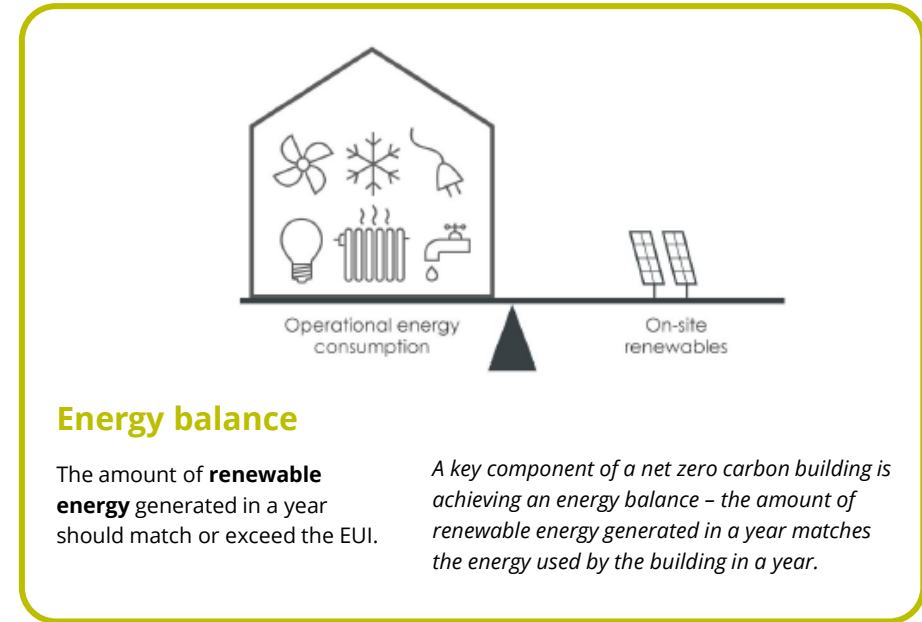 Operational energy
consumption
On-site
renewables
Energy balance
The amount of renewable
energy generated in a year
should match or exceed the EUI.
A key component of a net zero carbon building is
achieving an energy balance – the amount of
renewable energy generated in a year matches
the energy used by the building in a year.